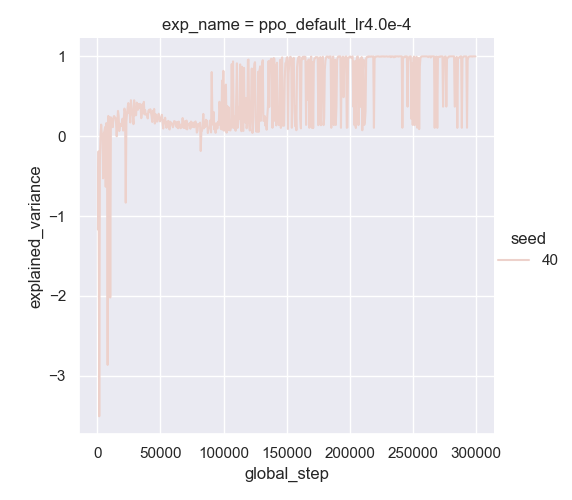 exp_name = ppo_default_lr4.0e-4
explained_variance
1
0
−1
−2
−3
0 50000 100000 150000 200000 250000 300000
global_step
seed
40